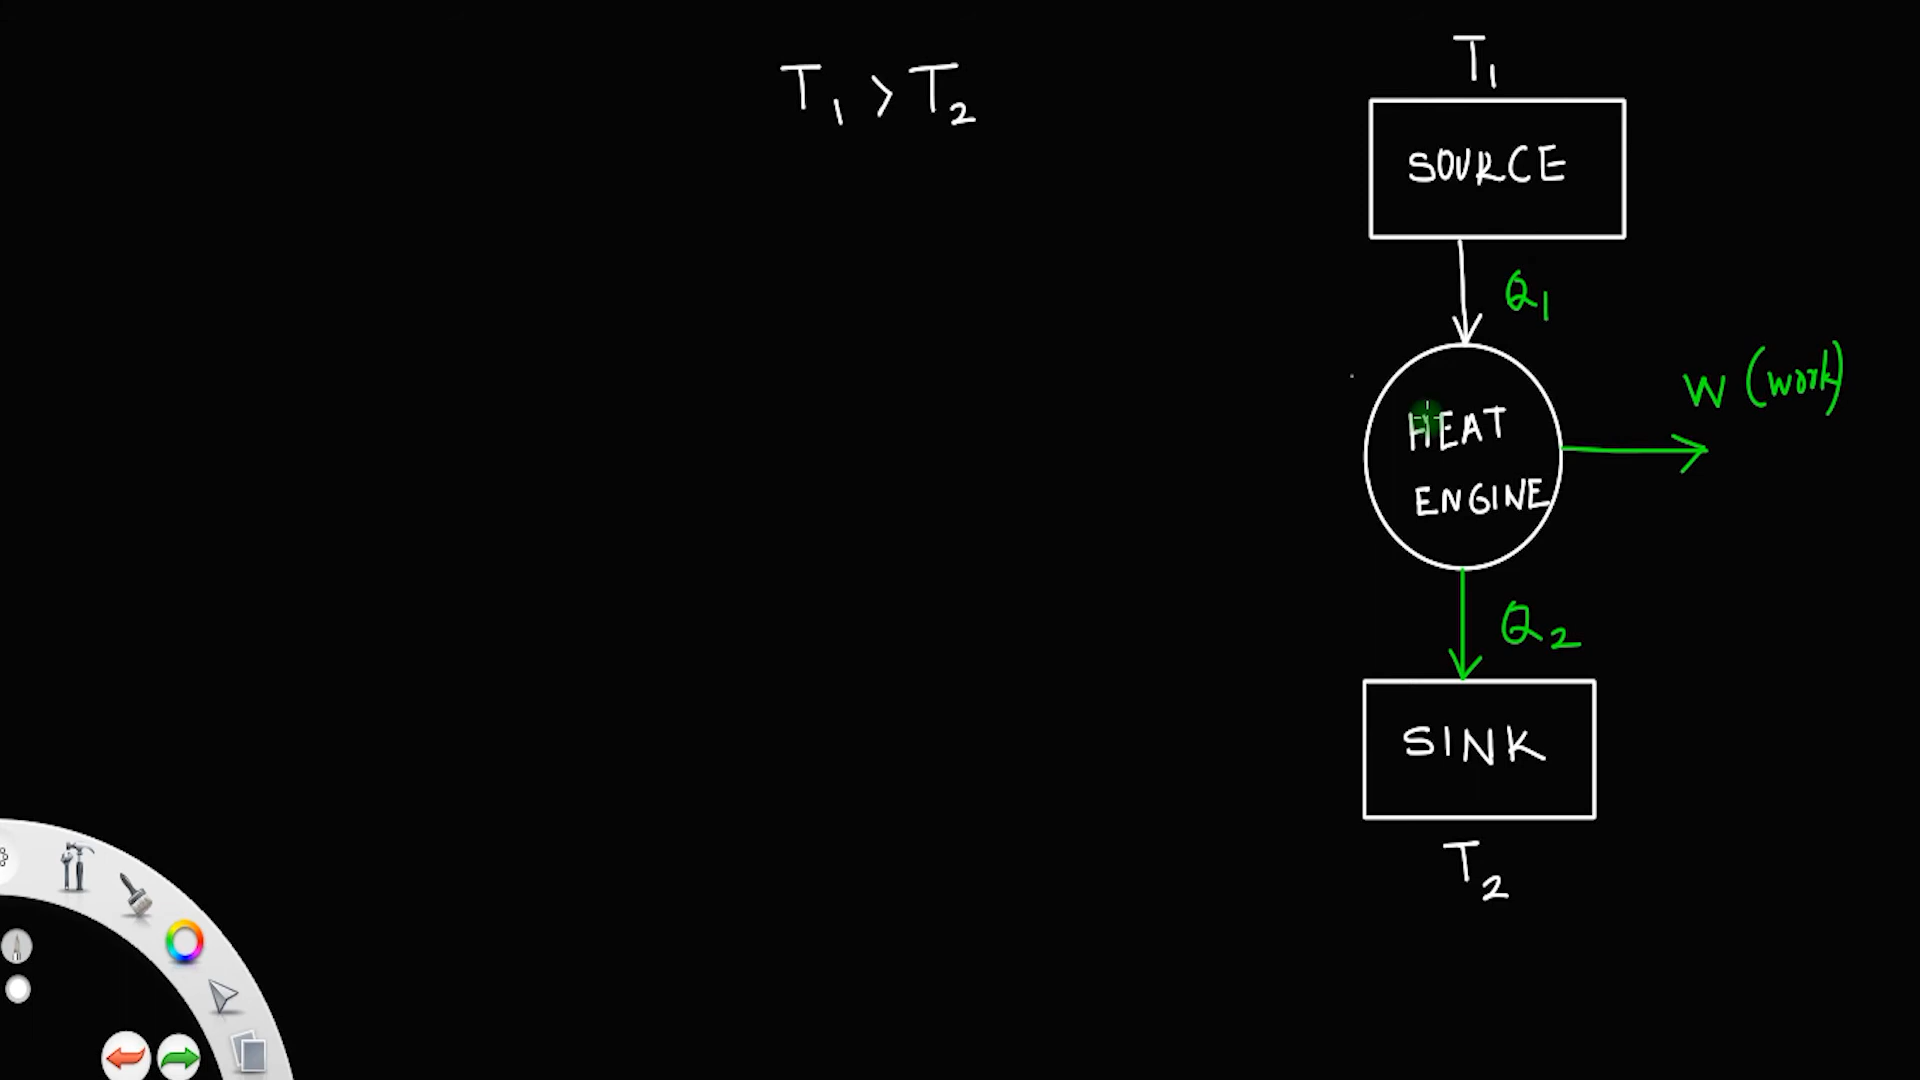 T₁ > T₂
T₁
SOURCE
Q₁
W (work)
HEAT
ENGINE
Q₂
SINK
T₂